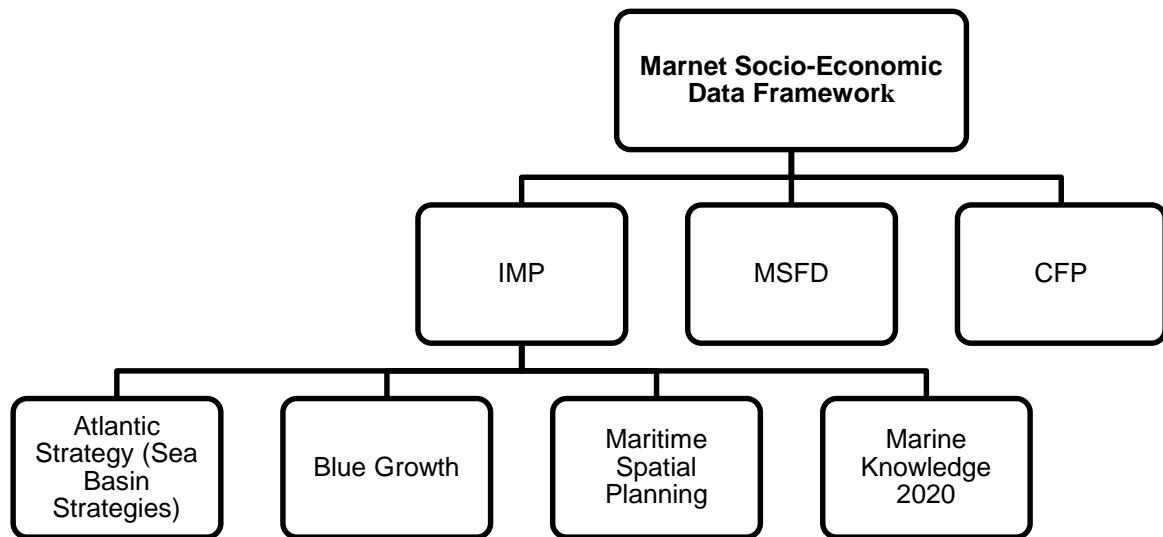 Marnet Socio-Economic
Data Framework
IMP
MSFD
CFP
Atlantic
Strategy (Sea
Basin
Strategies)
Blue Growth
Maritime
Spatial
Planning
Marine
Knowledge
2020